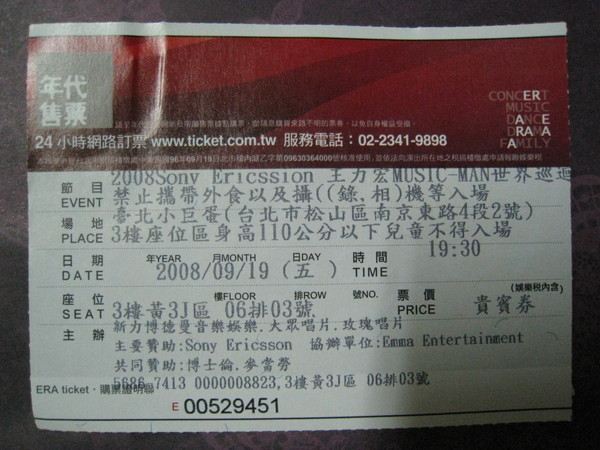 年代
售票
CONCERT
MUSIC
DANCE
DRAMA
FAMILY
24 小時網路訂票 www.ticket.com.tw 服務電話：02-2341-9898
節目 2008Sony Ericssion 王力宏MUSIC-MAN世界巡迴
EVENT 禁止攜帶外食以及攝((錄.相)機等入場
場地 臺北小巨蛋(台北市松山區南京東路4段2號)
PLACE 3樓座位區身高110公分以下兒童不得入場
日期 年YEAR 月MONTH 日DAY 時間 19:30
DATE 2008/09/19 (五) TIME
座位 樓FLOOR 排ROW 號NO. 票價 (娛樂稅內含)
SEAT 3樓黃3J區 06排03號 PRICE 貴賓券
主辦 新力博德曼音樂娛樂.大眾唱片.玫瑰唱片
主要贊助:Sony Ericsson 協辦單位:Emma Entertainment
共同贊助:博士倫.麥當勞
5686 7413 0000008823,3樓黃3J區 06排03號
ERA ticket・購票證明聯
E 00529451